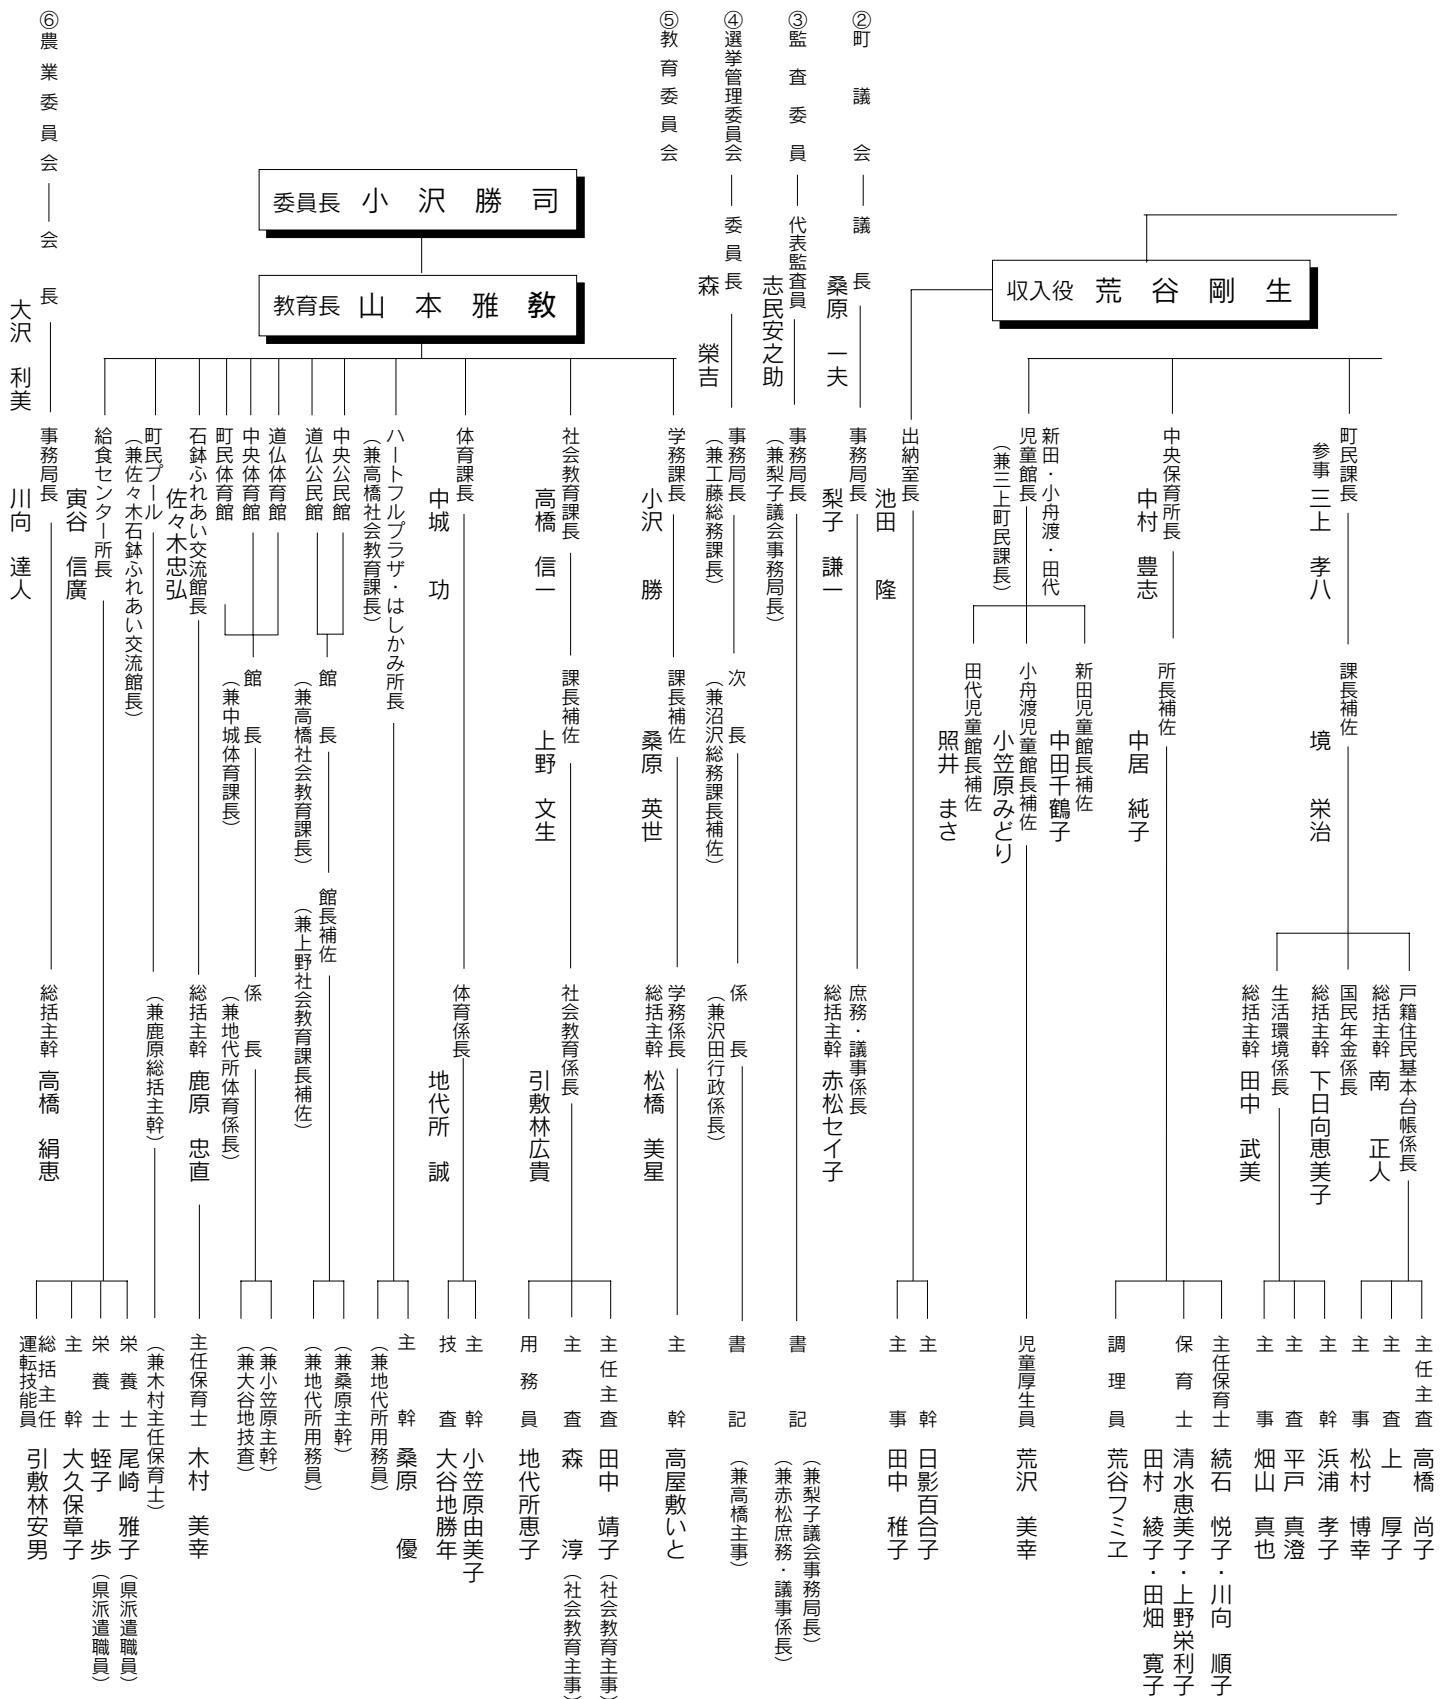 収入役 荒谷剛生
町民課長
参事 三上 孝八
課長補佐
境 栄治
戸籍住民基本台帳係長
総括主幹 南 正人
主任主査 高橋 尚子
主査 上 厚子
主事 松村 博幸
国民年金係長
総括主幹 下日向恵美子
生活環境係長
総括主幹 田中 武美
主幹 浜浦 孝子
主査 平戸 真澄
主事 畑山 真也
中央保育所長
中村 豊志
所長補佐
中居 純子
主任保育士 続石 悦子・川向 順子
保育士 清水恵美子・上野栄利子
田村 綾子・田畑 寛子
調理員 荒谷フミヱ
新田・小舟渡・田代
児童館長
(兼三上町民課長)
新田児童館長補佐
中田千鶴子
小舟渡児童館長補佐
小笠原みどり
田代児童館長補佐
照井 まさ
児童厚生員 荒沢 美幸
出納室長
池田 隆
主幹 日影百合子
主事 田中 稚子
②町議会
議長
桑原 一夫
事務局長
梨子 謙一
庶務・議事係長
総括主幹 赤松セイ子
③監査委員
代表監査員
志民安之助
事務局長
(兼梨子議会事務局長)
書記
(兼梨子議会事務局長)
(兼赤松庶務・議事係長)
④選挙管理委員会
委員長
森 榮吉
事務局長
(兼工藤総務課長)
次長
(兼沼沢総務課長補佐)
係長
(兼沢田行政係長)
書記
(兼高橋主事)
⑤教育委員会
委員長 小沢勝司
教育長 山本雅敎
学務課長
小沢 勝
課長補佐
桑原 英世
学務係長
総括主幹 松橋 美星
主幹 高屋敷いと
社会教育課長
高橋 信一
課長補佐
上野 文生
社会教育係長
引敷林広貴
主任主査 田中 靖子(社会教育主事)
主査 森 淳(社会教育主事)
用務員 地代所恵子
体育課長
中城 功
体育係長
地代所 誠
主幹 小笠原由美子
技査 大谷地勝年
ハートフルプラザ・はしかみ所長
(兼高橋社会教育課長)
主幹 桑原 優
(兼地代所用務員)
中央公民館
道仏公民館
館長
(兼高橋社会教育課長)
館長補佐
(兼上野社会教育課長補佐)
(兼桑原主幹)
(兼地代所用務員)
道仏体育館
中央体育館
町民体育館
館長
(兼中城体育課長)
係長
(兼地代所体育係長)
(兼小笠原主幹)
(兼大谷地技査)
石鉢ふれあい交流館長
佐々木忠弘
総括主幹 鹿原 忠直
主任保育士 木村 美幸
町民プール
(兼佐々木石鉢ふれあい交流館長)
(兼鹿原総括主幹)
(兼木村主任保育士)
給食センター所長
寅谷 信廣
栄養士 尾崎 雅子(県派遣職員)
栄養士 蛭子 歩(県派遣職員)
主幹 大久保章子
総括主任
運転技能員 引敷林安男
⑥農業委員会
会長
大沢 利美
事務局長
川向 達人
総括主幹 高橋 絹恵